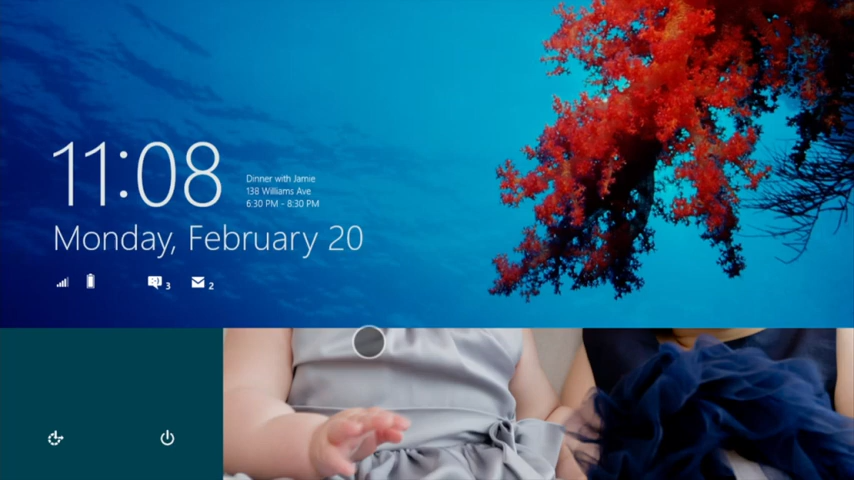 11:08
Dinner with Jamie
138 Williams Ave
6:30 PM - 8:30 PM
Monday, February 20
3
2